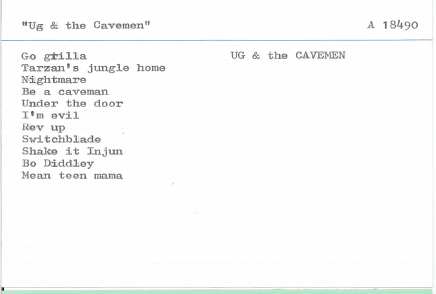 "Ug & the Cavemen"
A 18490
Go grilla
UG & the CAVEMEN
Tarzan's jungle home
Nightmare
Be a caveman
Under the door
I'm evil
Rev up
Switchblade
Shake it Injun
Bo Diddley
Mean teen mama